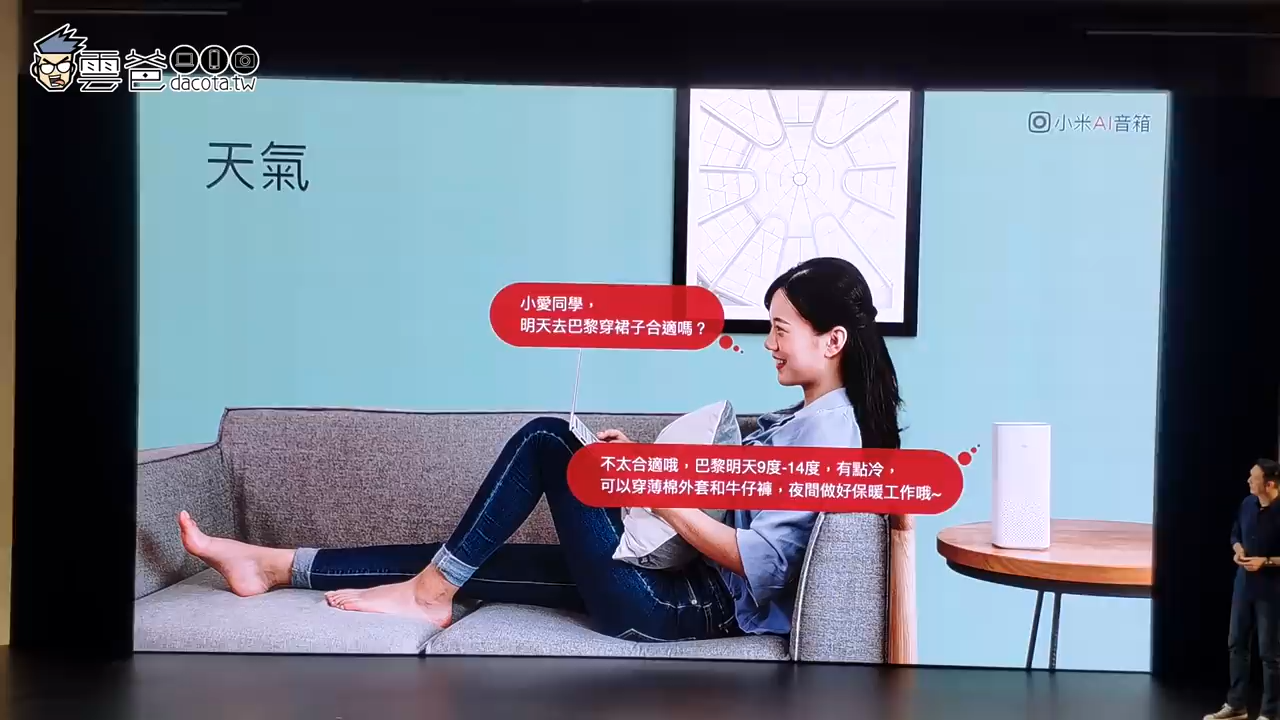 雲爸
dacota.tw
小米AI音箱
天氣
小愛同學，
明天去巴黎穿裙子合適嗎？
不太合適哦，巴黎明天9度-14度，有點冷，
可以穿薄棉外套和牛仔褲，夜間做好保暖工作哦~